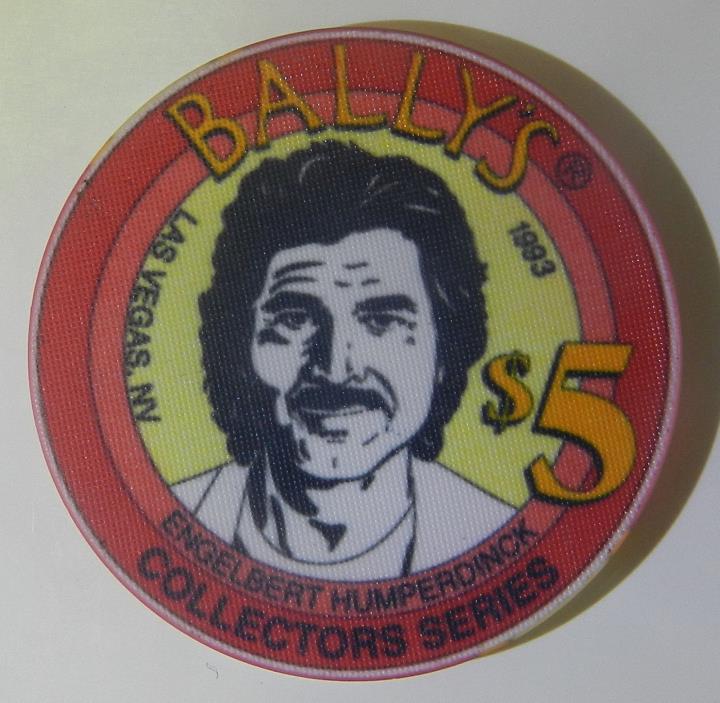 BALLY'S®
LAS VEGAS, NV
1993
$5
ENGELBERT HUMPERDINCK
COLLECTORS SERIES